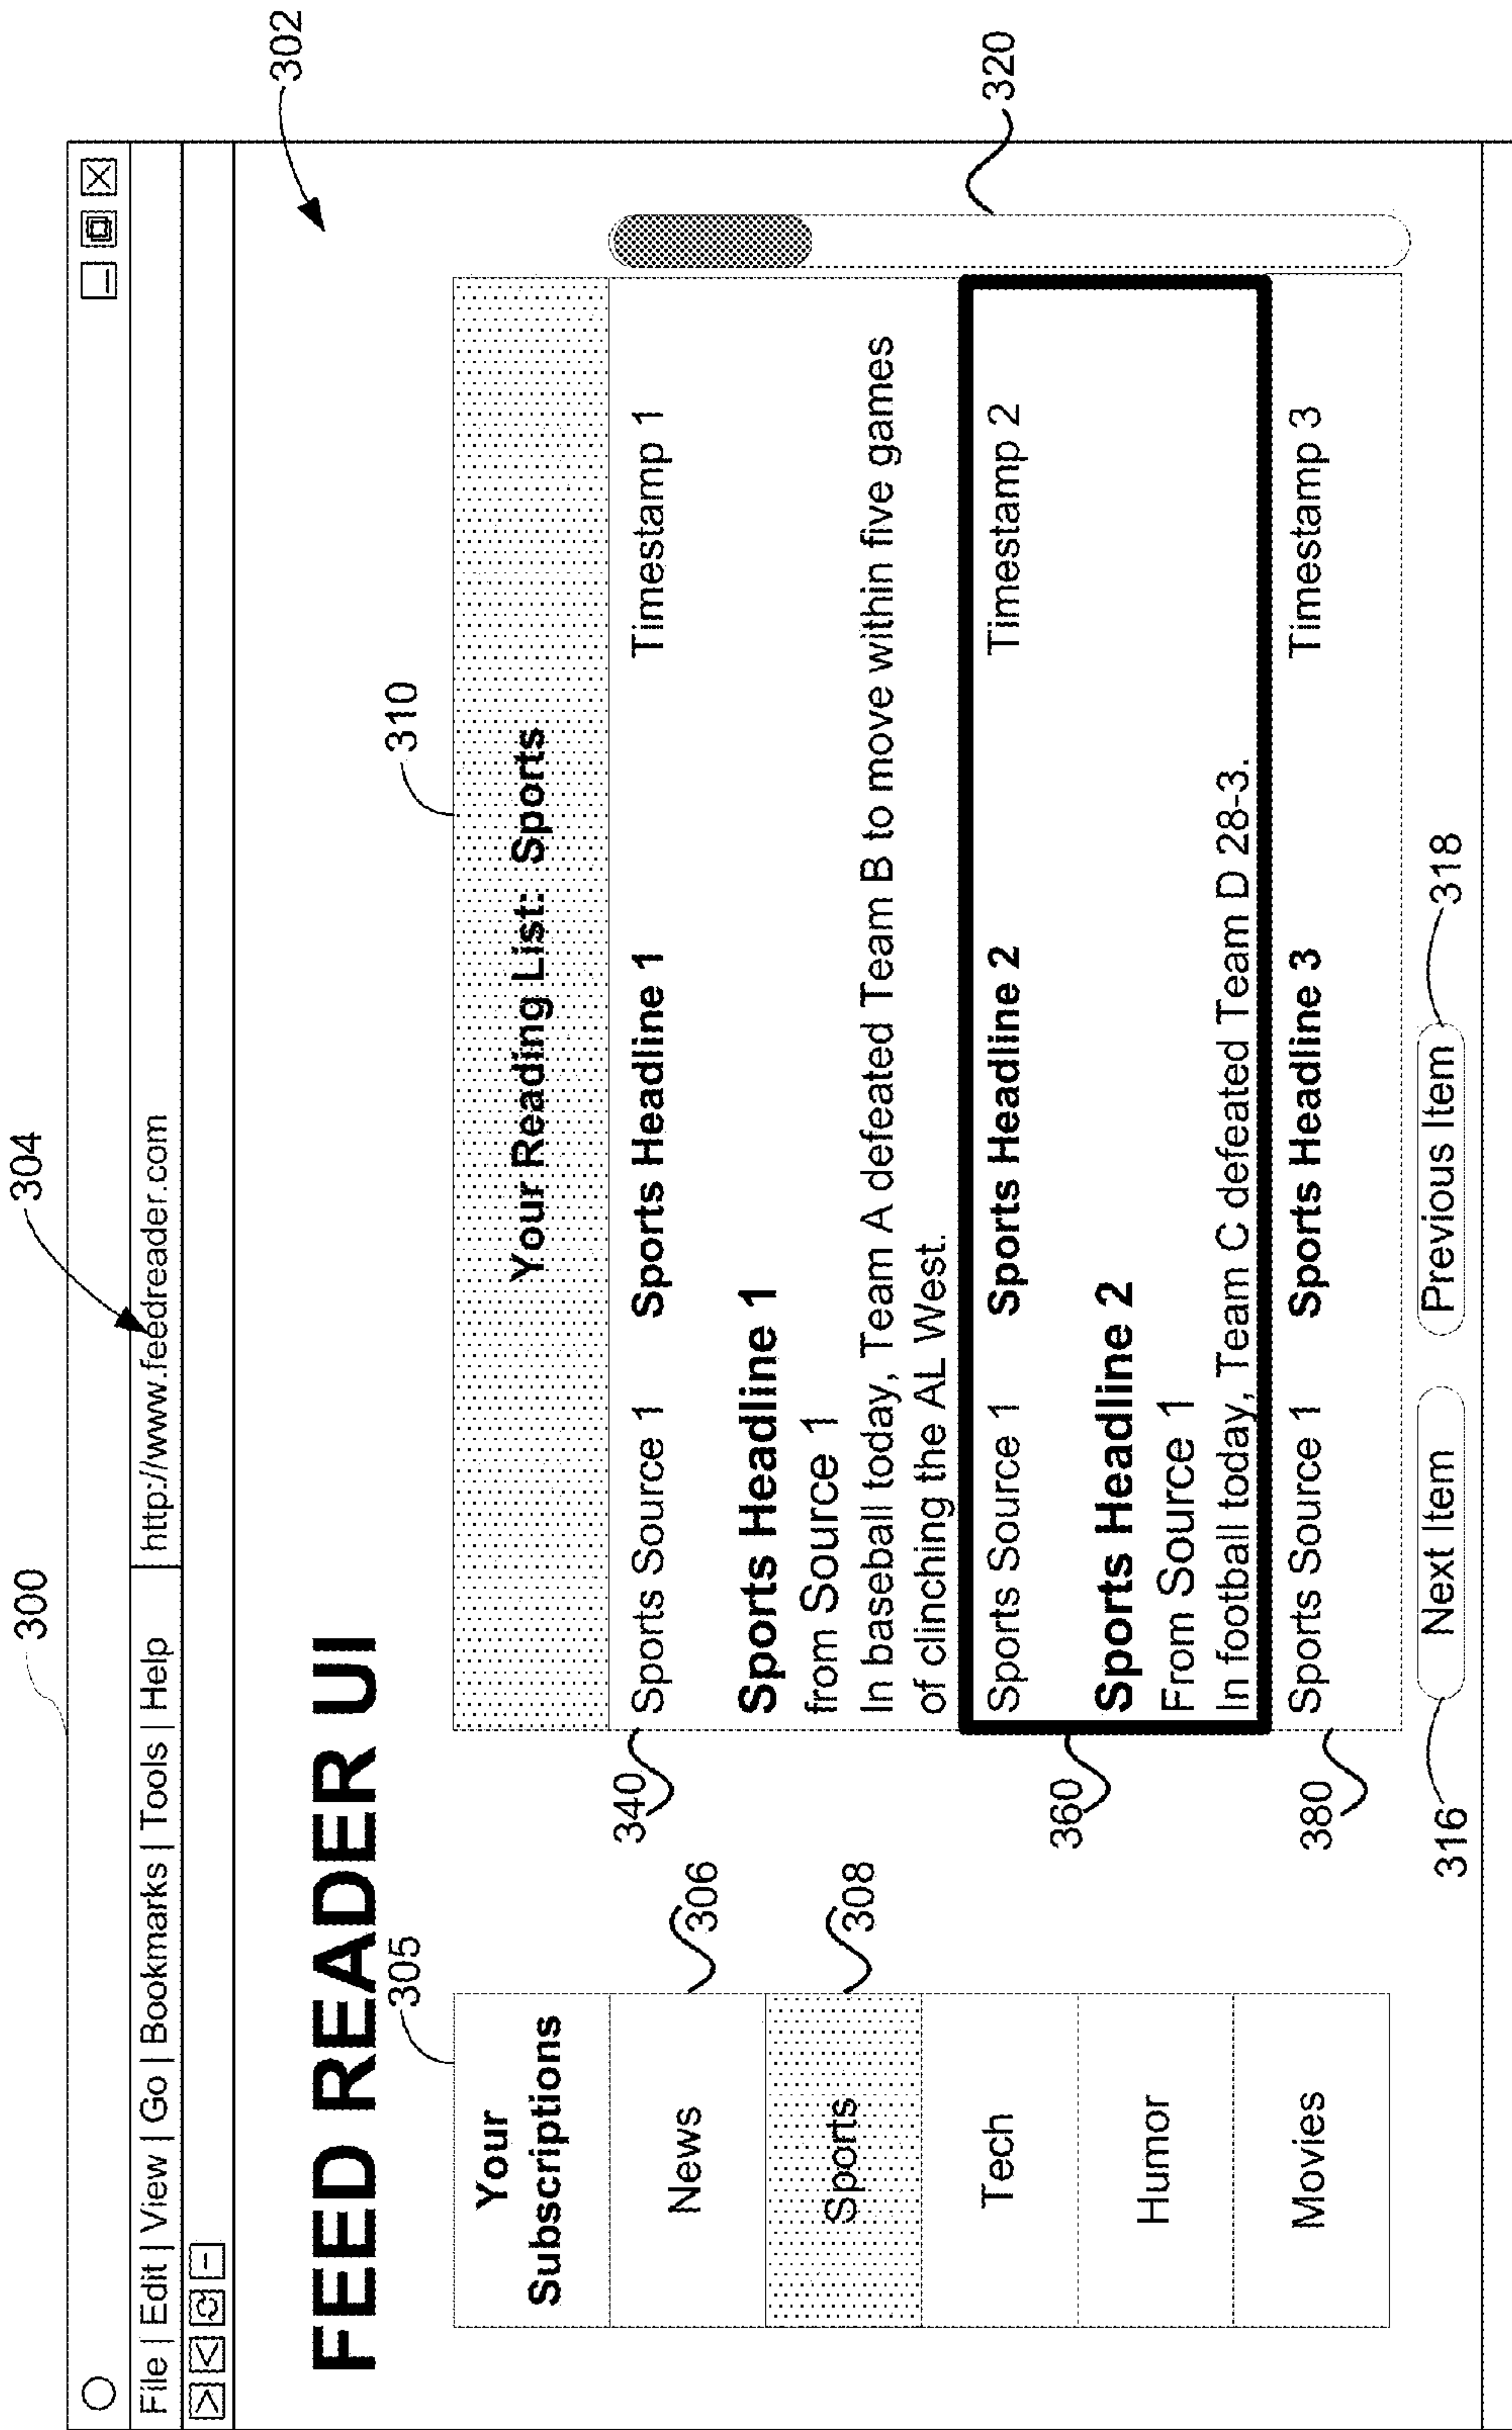 300
304
302
File | Edit | View | Go | Bookmarks | Tools | Help
http://www.feedreader.com
FEED READER UI
305
310
Your
Subscriptions
News
306
Sports
308
Tech
Humor
Movies
Your Reading List: Sports
320
340
Sports Source 1 Sports Headline 1 Timestamp 1
Sports Headline 1
from Source 1
In baseball today, Team A defeated Team B to move within five games
of clinching the AL West.
360
Sports Source 1 Sports Headline 2 Timestamp 2
Sports Headline 2
From Source 1
In football today, Team C defeated Team D 28-3.
380
Sports Source 1 Sports Headline 3 Timestamp 3
316
Next Item
Previous Item
318